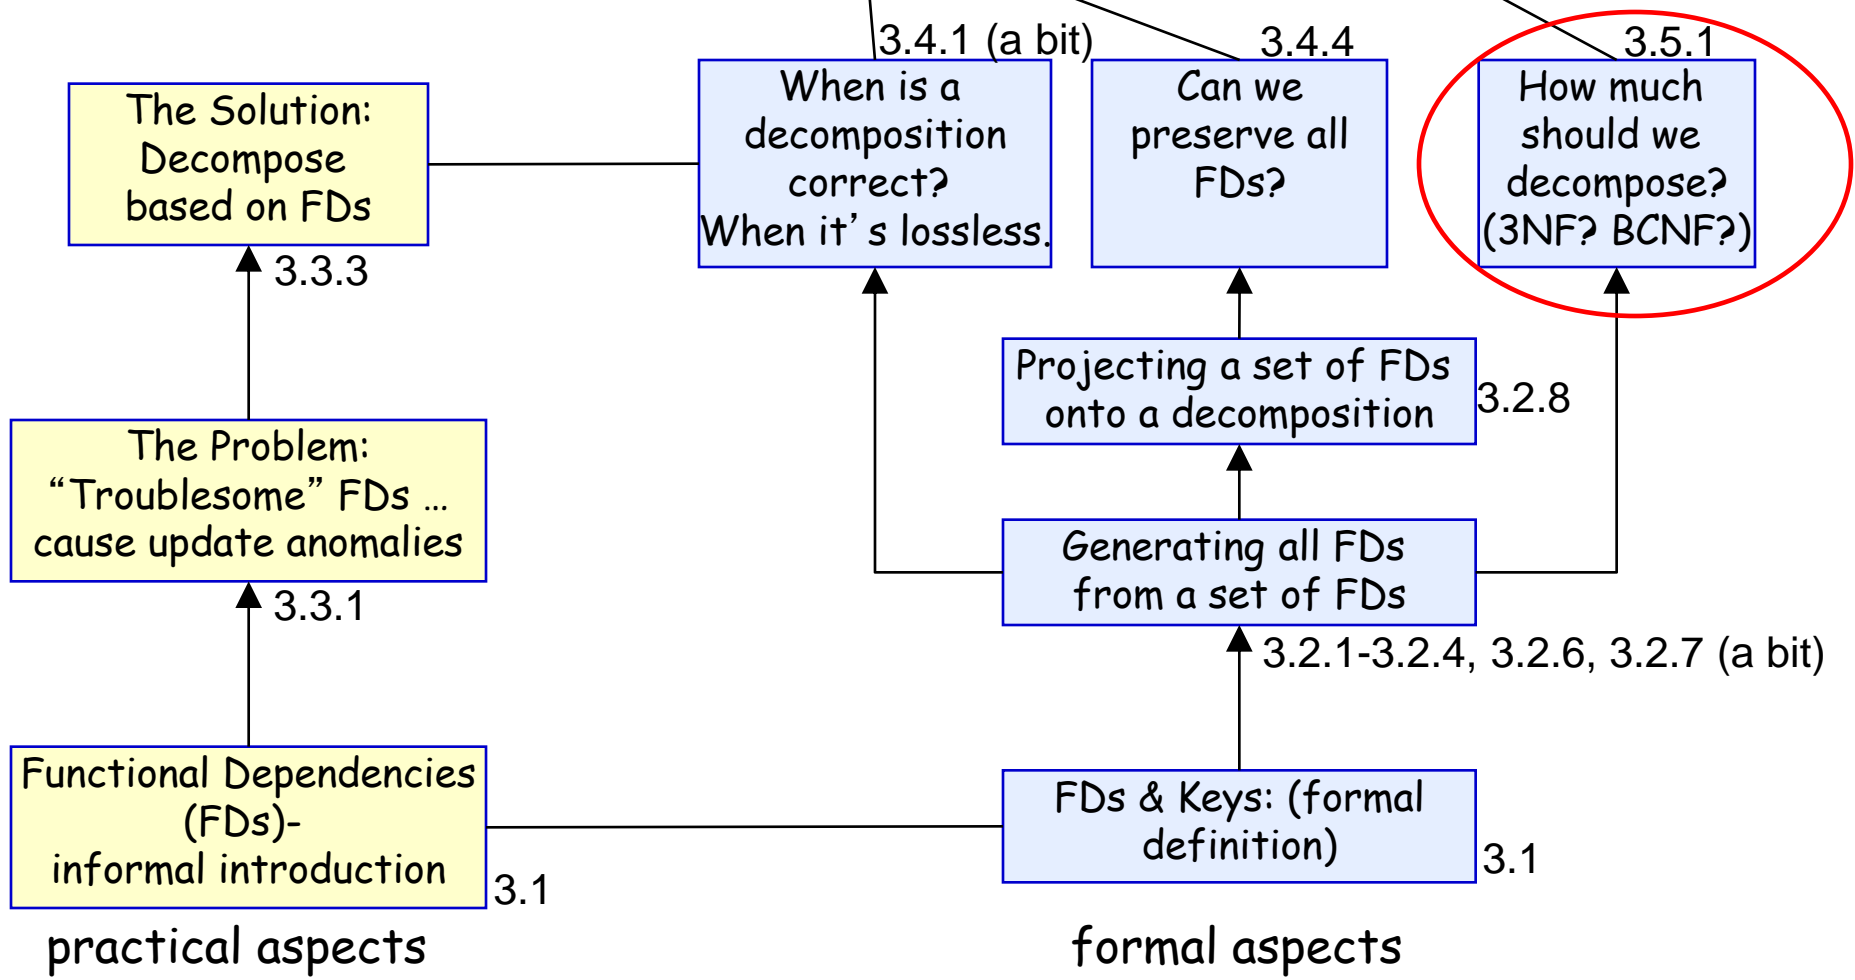 3.4.1 (a bit)
3.4.4
3.5.1
The Solution:
Decompose
based on FDs
When is a
decomposition
correct?
When it’s lossless.
Can we
preserve all
FDs?
How much
should we
decompose?
(3NF? BCNF?)
3.3.3
Projecting a set of FDs
onto a decomposition
3.2.8
The Problem:
“Troublesome” FDs …
cause update anomalies
Generating all FDs
from a set of FDs
3.3.1
3.2.1-3.2.4, 3.2.6, 3.2.7 (a bit)
Functional Dependencies
(FDs)-
informal introduction
3.1
FDs & Keys: (formal
definition)
3.1
practical aspects
formal aspects